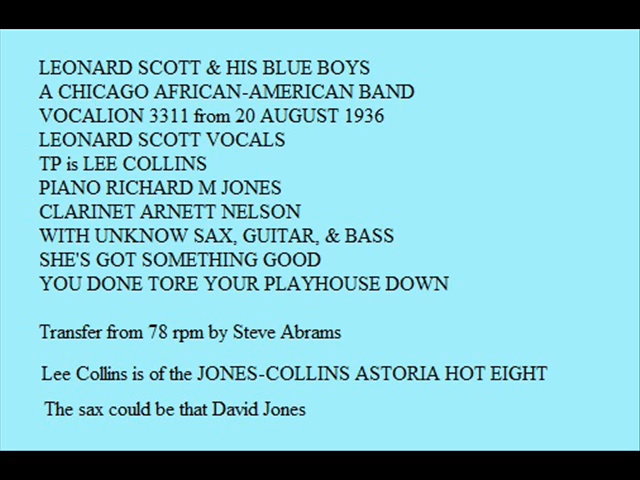 LEONARD SCOTT & HIS BLUE BOYS
A CHICAGO AFRICAN-AMERICAN BAND
VOCALION 3311 from 20 AUGUST 1936
LEONARD SCOTT VOCALS
TP is LEE COLLINS
PIANO RICHARD M JONES
CLARINET ARNETT NELSON
WITH UNKNOW SAX, GUITAR, & BASS
SHE'S GOT SOMETHING GOOD
YOU DONE TORE YOUR PLAYHOUSE DOWN
Transfer from 78 rpm by Steve Abrams
Lee Collins is of the JONES-COLLINS ASTORIA HOT EIGHT
The sax could be that David Jones